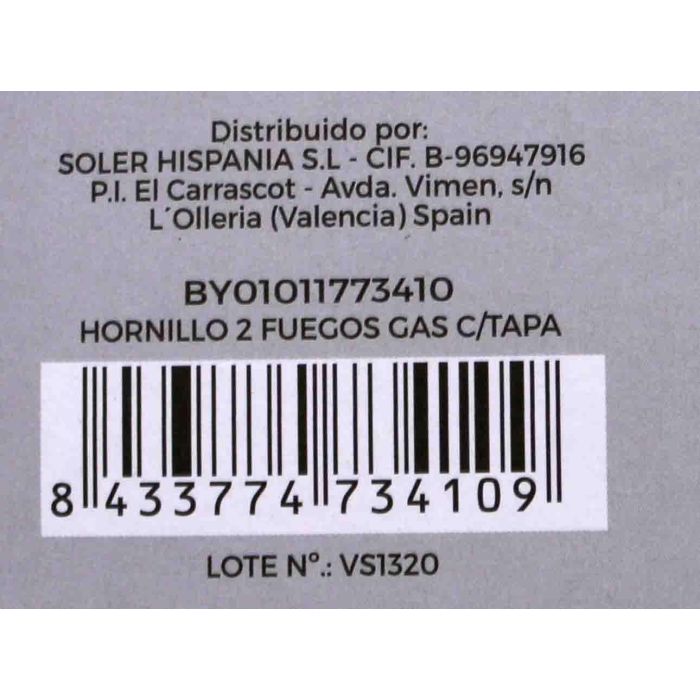 Distribuido por:
SOLER HISPANIA S.L - CIF. B-96947916
P.I. El Carrascot - Avda. Vimen, s/n
L´Olleria (Valencia) Spain
BY01011773410
HORNILLO 2 FUEGOS GAS C/TAPA
8 433774 734109
LOTE Nº.: VS1320